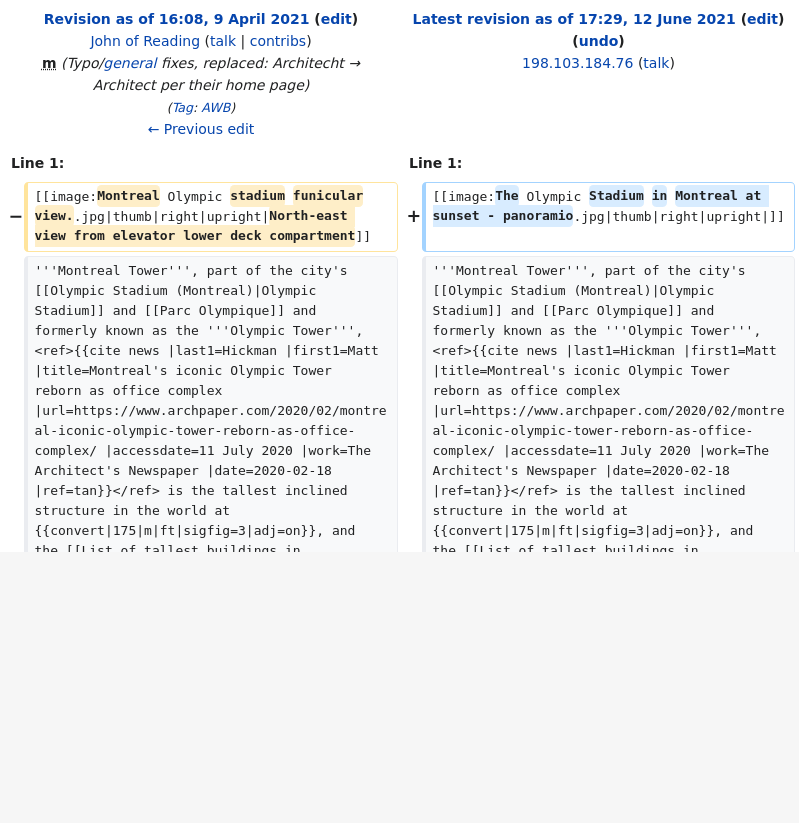 Revision as of 16:08, 9 April 2021 (edit)
John of Reading (talk | contribs)
m (Typo/general fixes, replaced: Architecht →
Architect per their home page)
(Tag: AWB)
← Previous edit
Latest revision as of 17:29, 12 June 2021 (edit)
(undo)
198.103.184.76 (talk)
Line 1:
− [[image:Montreal Olympic stadium funicular
view..jpg|thumb|right|upright|North-east
view from elevator lower deck compartment]]
'''Montreal Tower''', part of the city's
[[Olympic Stadium (Montreal)|Olympic
Stadium]] and [[Parc Olympique]] and
formerly known as the '''Olympic Tower''',
<ref>{{cite news |last1=Hickman |first1=Matt
|title=Montreal's iconic Olympic Tower
reborn as office complex
|url=https://www.archpaper.com/2020/02/montre
al-iconic-olympic-tower-reborn-as-office-
complex/ |accessdate=11 July 2020 |work=The
Architect's Newspaper |date=2020-02-18
|ref=tan}}</ref> is the tallest inclined
structure in the world at
{{convert|175|m|ft|sigfig=3|adj=on}}, and
the [[List of tallest buildings in
Line 1:
+ [[image:The Olympic Stadium in Montreal at
sunset - panoramio.jpg|thumb|right|upright|]]
'''Montreal Tower''', part of the city's
[[Olympic Stadium (Montreal)|Olympic
Stadium]] and [[Parc Olympique]] and
formerly known as the '''Olympic Tower''',
<ref>{{cite news |last1=Hickman |first1=Matt
|title=Montreal's iconic Olympic Tower
reborn as office complex
|url=https://www.archpaper.com/2020/02/montre
al-iconic-olympic-tower-reborn-as-office-
complex/ |accessdate=11 July 2020 |work=The
Architect's Newspaper |date=2020-02-18
|ref=tan}}</ref> is the tallest inclined
structure in the world at
{{convert|175|m|ft|sigfig=3|adj=on}}, and
the [[List of tallest buildings in